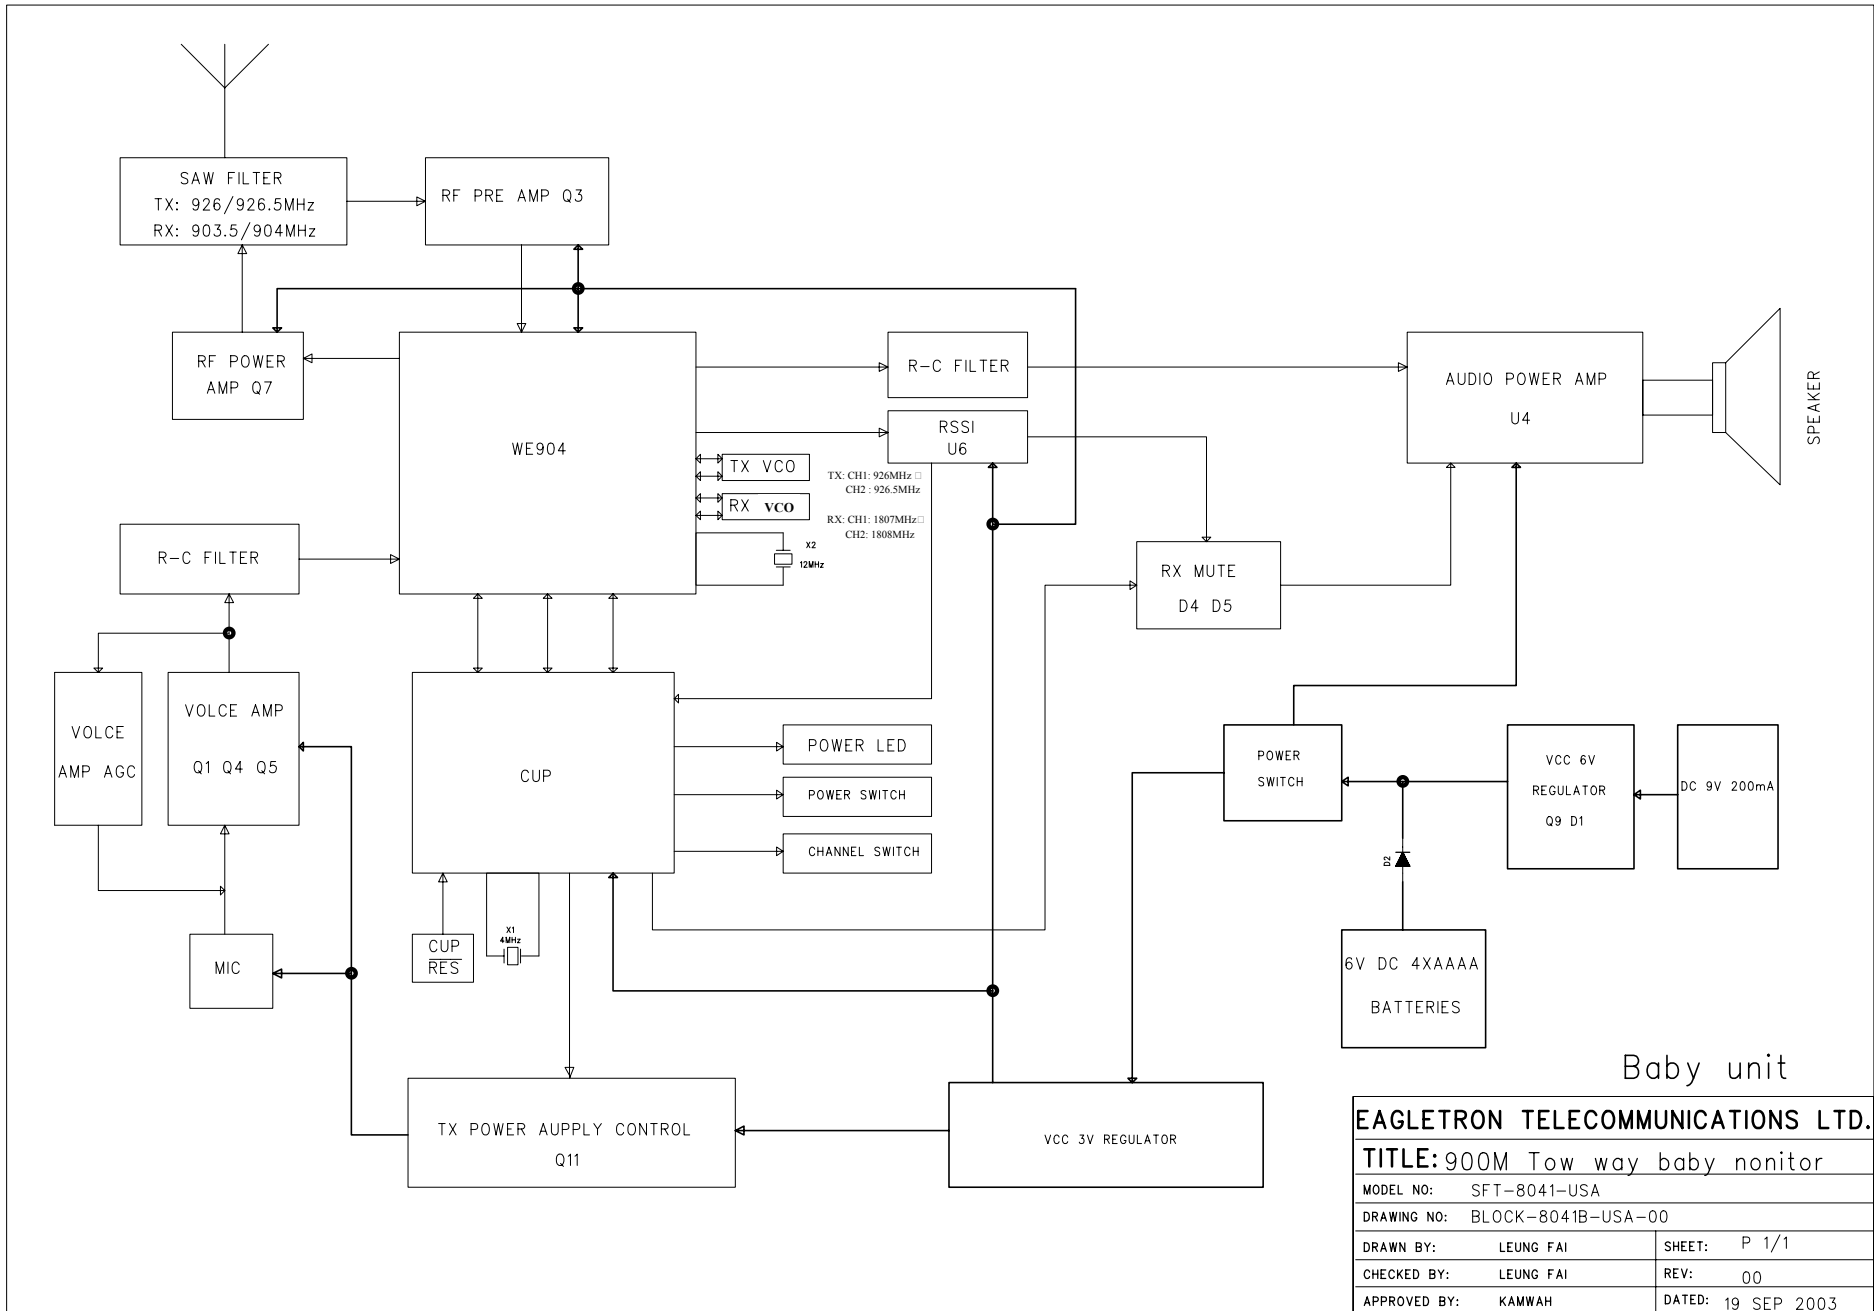 SAW FILTER
TX: 926/926.5MHz
RX: 903.5/904MHz
RF PRE AMP Q3
RF POWER
AMP Q7
WE904
R-C FILTER
AUDIO POWER AMP
U4
SPEAKER
RSSI
U6
TX VCO
RX VCO
TX: CH1: 926MHz □
CH2 : 926.5MHz
RX: CH1: 1807MHz□
CH2: 1808MHz
X2
12MHz
R-C FILTER
RX MUTE
D4 D5
VOLCE
AMP AGC
VOLCE AMP
Q1 Q4 Q5
CUP
POWER LED
POWER SWITCH
CHANNEL SWITCH
POWER
SWITCH
VCC 6V
REGULATOR
Q9 D1
DC 9V 200mA
D2
MIC
CUP
RES
X1
4MHz
6V DC 4XAAAA
BATTERIES
TX POWER AUPPLY CONTROL
Q11
VCC 3V REGULATOR
Baby unit
EAGLETRON TELECOMMUNICATIONS LTD.
TITLE: 900M Tow way baby nonitor
MODEL NO: SFT-8041-USA
DRAWING NO: BLOCK-8041B-USA-00
DRAWN BY: LEUNG FAI SHEET: P 1/1
CHECKED BY: LEUNG FAI REV: 00
APPROVED BY: KAMWAH DATED: 19 SEP 2003